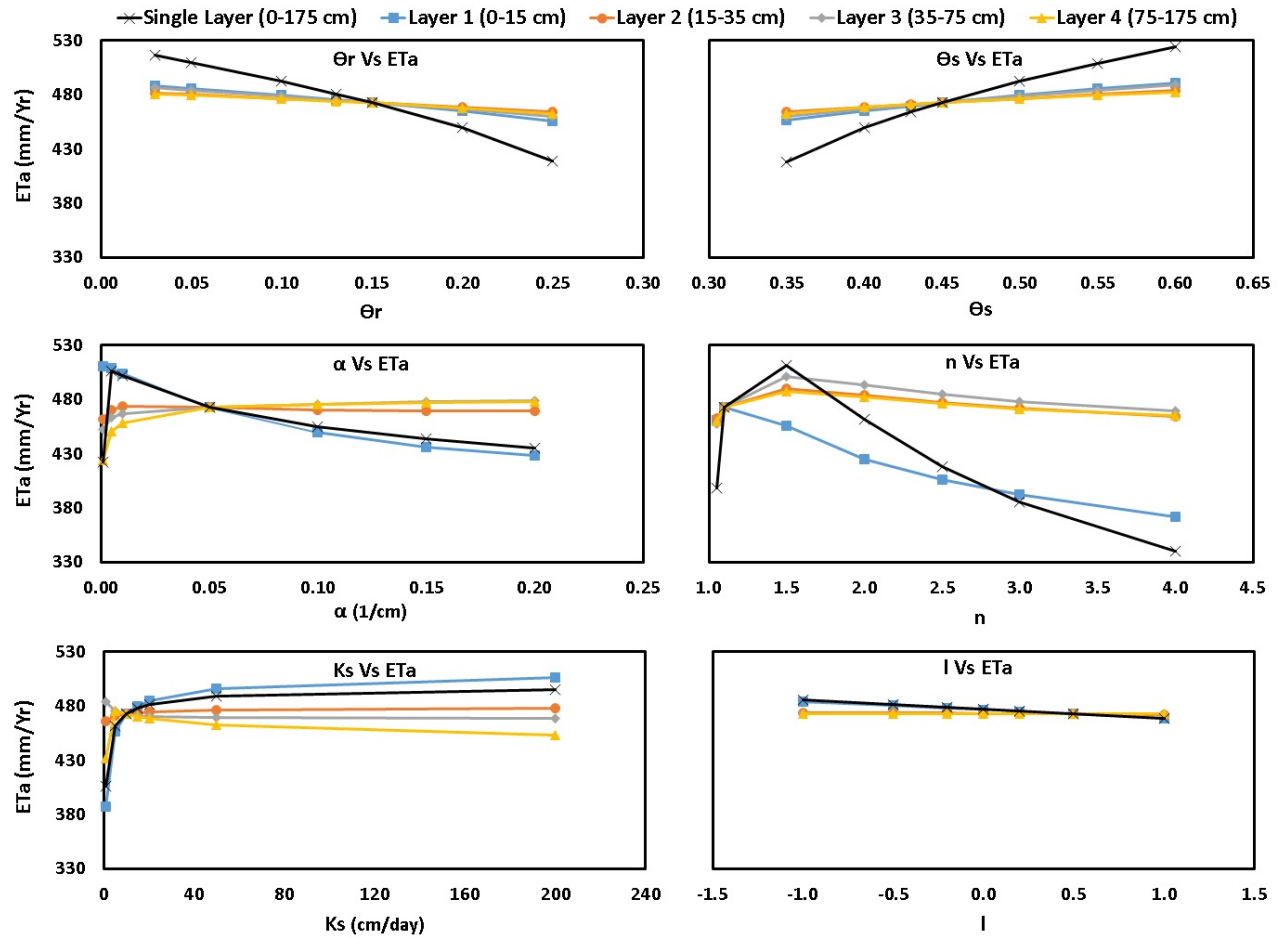 Single Layer (0-175 cm) Layer 1 (0-15 cm) Layer 2 (15-35 cm) Layer 3 (35-75 cm) Layer 4 (75-175 cm)
ϴr Vs ETa
ETa (mm/Yr)
530
480
430
380
330
0.00 0.05 0.10 0.15 0.20 0.25 0.30
ϴr
ϴs Vs ETa
0.30 0.35 0.40 0.45 0.50 0.55 0.60 0.65
ϴs
α Vs ETa
ETa (mm/Yr)
530
480
430
380
330
0.00 0.05 0.10 0.15 0.20 0.25
α (1/cm)
n Vs ETa
1.0 1.5 2.0 2.5 3.0 3.5 4.0 4.5
n
Ks Vs ETa
ETa (mm/Yr)
530
480
430
380
330
0 40 80 120 160 200 240
Ks (cm/day)
l Vs ETa
-1.5 -1.0 -0.5 0.0 0.5 1.0 1.5
l